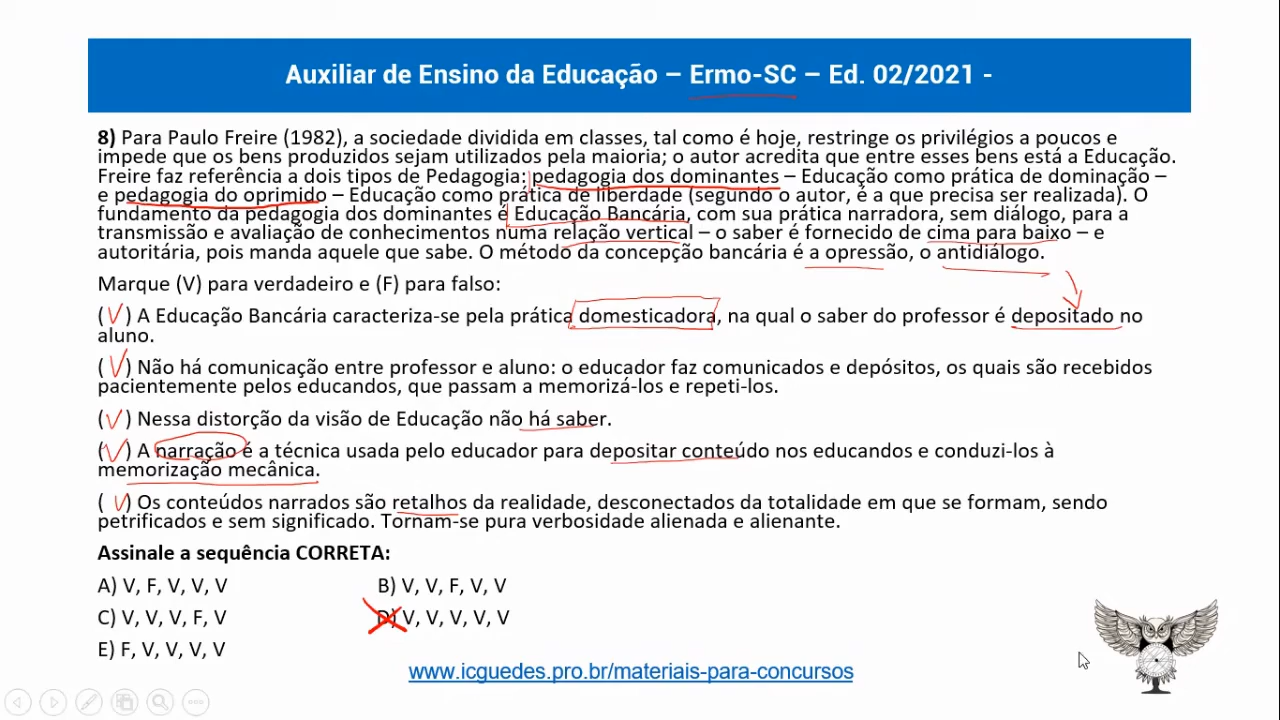 Auxiliar de Ensino da Educação – Ermo-SC – Ed. 02/2021 -
8) Para Paulo Freire (1982), a sociedade dividida em classes, tal como é hoje, restringe os privilégios a poucos e
impede que os bens produzidos sejam utilizados pela maioria; o autor acredita que entre esses bens está a Educação.
Freire faz referência a dois tipos de Pedagogia: pedagogia dos dominantes – Educação como prática de dominação –
e pedagogia do oprimido – Educação como prática de liberdade (segundo o autor, é a que precisa ser realizada). O
fundamento da pedagogia dos dominantes é Educação Bancária, com sua prática narradora, sem diálogo, para a
transmissão e avaliação de conhecimentos numa relação vertical – o saber é fornecido de cima para baixo – e
autoritária, pois manda aquele que sabe. O método da concepção bancária é a opressão, o antidiálogo.
Marque (V) para verdadeiro e (F) para falso:
(V) A Educação Bancária caracteriza-se pela prática domesticadora, na qual o saber do professor é depositado no
aluno.
(V) Não há comunicação entre professor e aluno: o educador faz comunicados e depósitos, os quais são recebidos
pacientemente pelos educandos, que passam a memorizá-los e repeti-los.
(V) Nessa distorção da visão de Educação não há saber.
(V) A narração é a técnica usada pelo educador para depositar conteúdo nos educandos e conduzi-los à
memorização mecânica.
( V) Os conteúdos narrados são retalhos da realidade, desconectados da totalidade em que se formam, sendo
petrificados e sem significado. Tornam-se pura verbosidade alienada e alienante.
Assinale a sequência CORRETA:
A) V, F, V, V, V B) V, V, F, V, V
C) V, V, V, F, V D) V, V, V, V, V
E) F, V, V, V, V
www.icguedes.pro.br/materiais-para-concursos